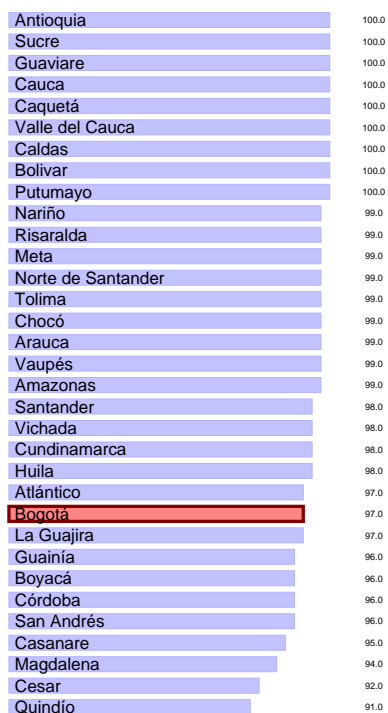 Antioquia 100.0
Sucre 100.0
Guaviare 100.0
Cauca 100.0
Caquetá 100.0
Valle del Cauca 100.0
Caldas 100.0
Bolivar 100.0
Putumayo 100.0
Nariño 99.0
Risaralda 99.0
Meta 99.0
Norte de Santander 99.0
Tolima 99.0
Chocó 99.0
Arauca 99.0
Vaupés 99.0
Amazonas 99.0
Santander 98.0
Vichada 98.0
Cundinamarca 98.0
Huila 98.0
Atlántico 97.0
Bogotá 97.0
La Guajira 97.0
Guainía 96.0
Boyacá 96.0
Córdoba 96.0
San Andrés 96.0
Casanare 95.0
Magdalena 94.0
Cesar 92.0
Quindío 91.0